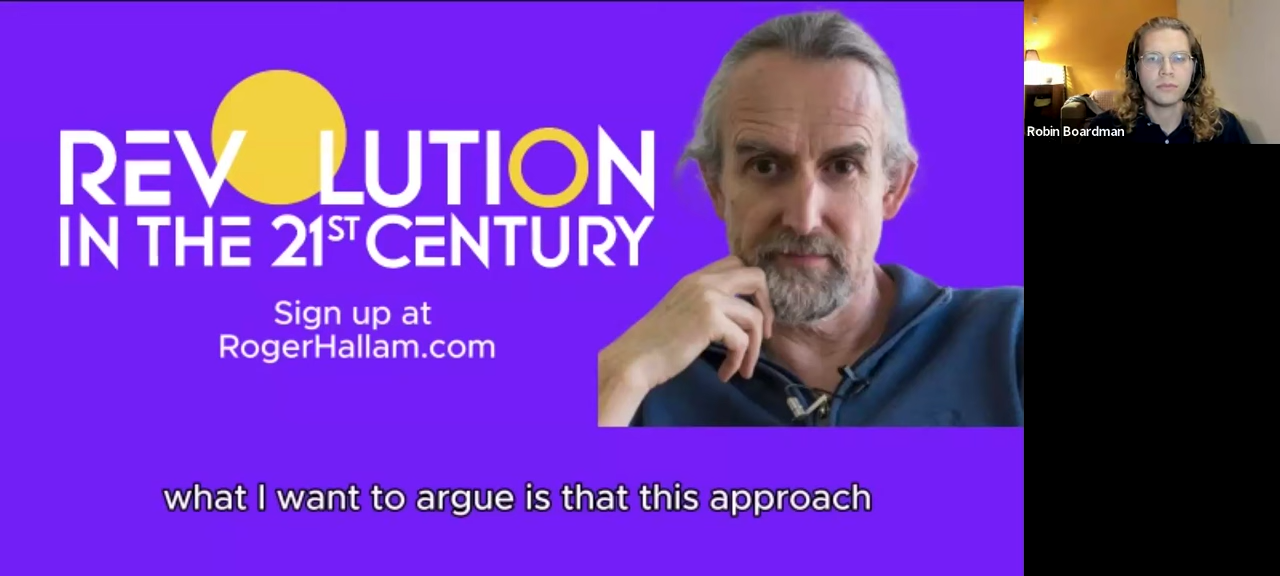 REVOLUTION
IN THE 21ST CENTURY
Sign up at
RogerHallam.com
what I want to argue is that this approach
Robin Boardman